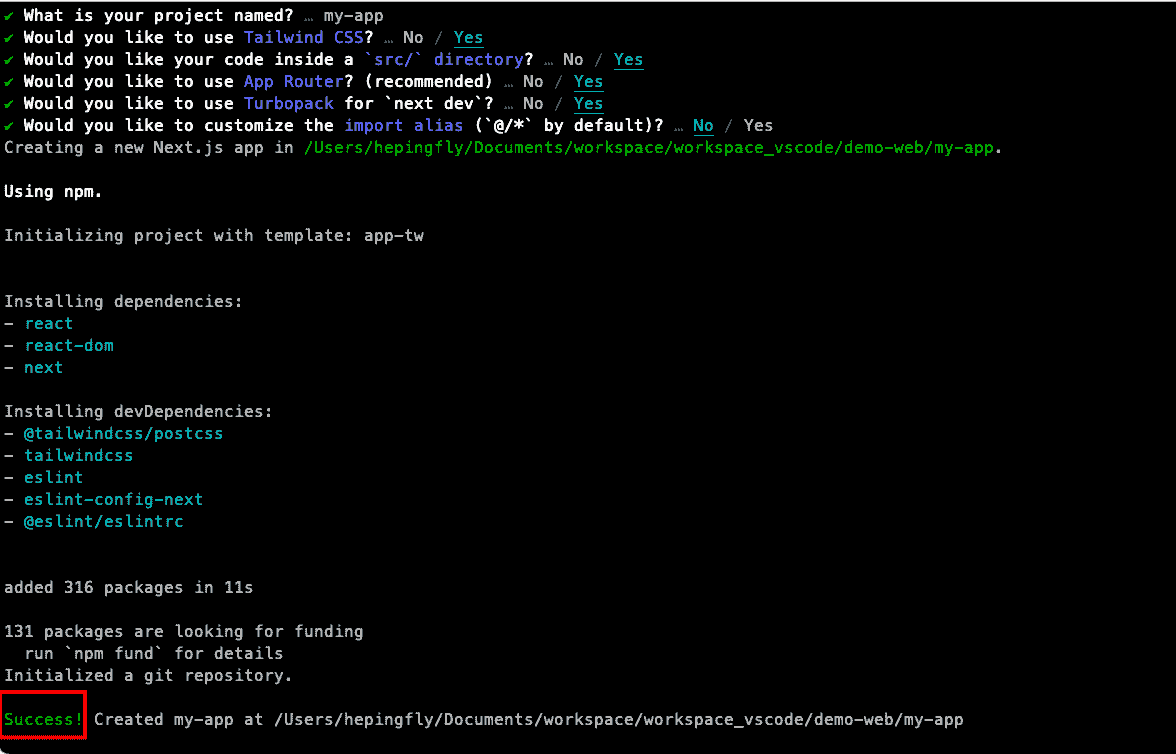 ✔ What is your project named? … my-app
✔ Would you like to use Tailwind CSS? … No / Yes
✔ Would you like your code inside a `src/` directory? … No / Yes
✔ Would you like to use App Router? (recommended) … No / Yes
✔ Would you like to use Turbopack for `next dev`? … No / Yes
✔ Would you like to customize the import alias (`@/*` by default)? … No / Yes
Creating a new Next.js app in /Users/hepingfly/Documents/workspace/workspace_vscode/demo-web/my-app.
Using npm.
Initializing project with template: app-tw
Installing dependencies:
- react
- react-dom
- next
Installing devDependencies:
- @tailwindcss/postcss
- tailwindcss
- eslint
- eslint-config-next
- @eslint/eslintrc
added 316 packages in 11s
131 packages are looking for funding
run `npm fund` for details
Initialized a git repository.
Success! Created my-app at /Users/hepingfly/Documents/workspace/workspace_vscode/demo-web/my-app